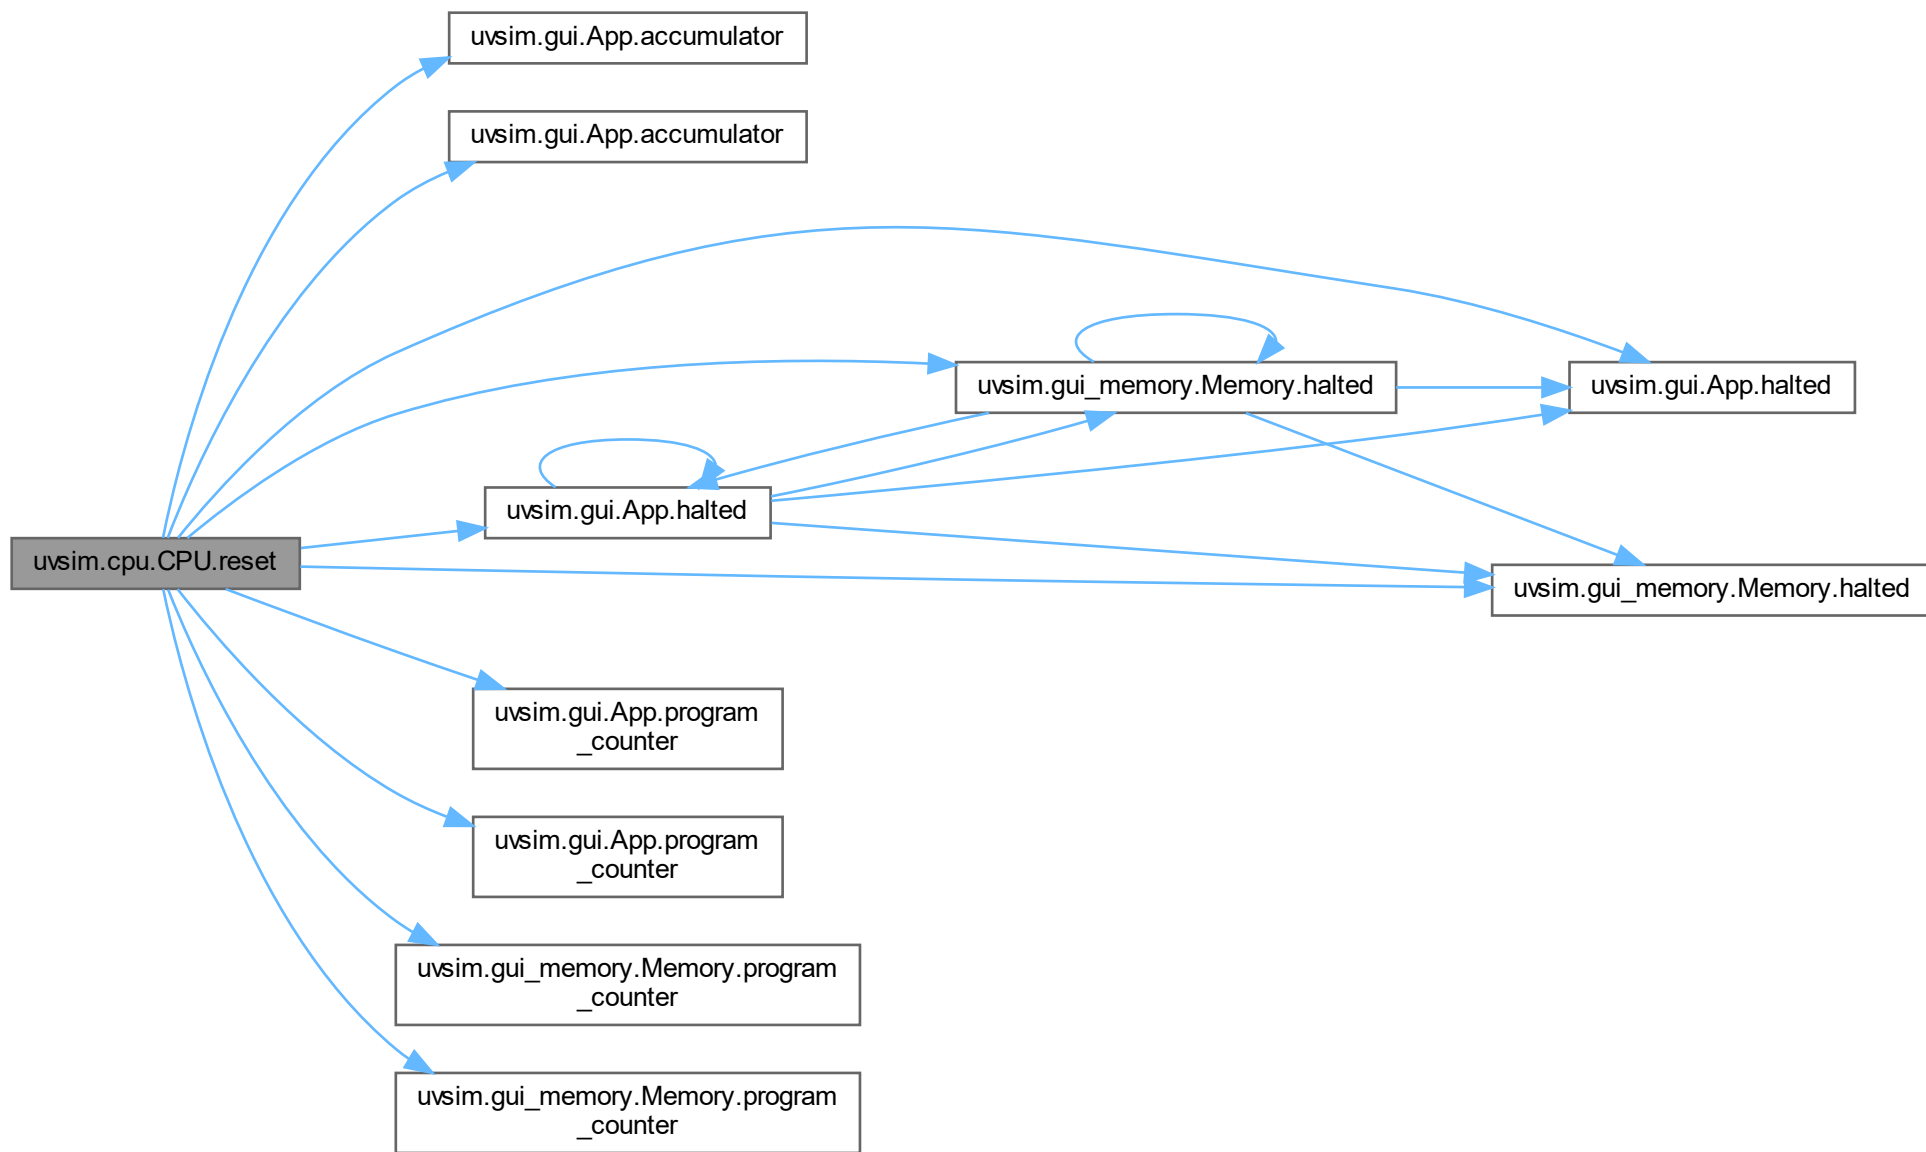 uvsim.gui.App.accumulator
uvsim.gui.App.accumulator
uvsim.gui_memory.Memory.halted
uvsim.gui.App.halted
uvsim.gui.App.halted
uvsim.cpu.CPU.reset
uvsim.gui_memory.Memory.halted
uvsim.gui.App.program
_counter
uvsim.gui.App.program
_counter
uvsim.gui_memory.Memory.program
_counter
uvsim.gui_memory.Memory.program
_counter